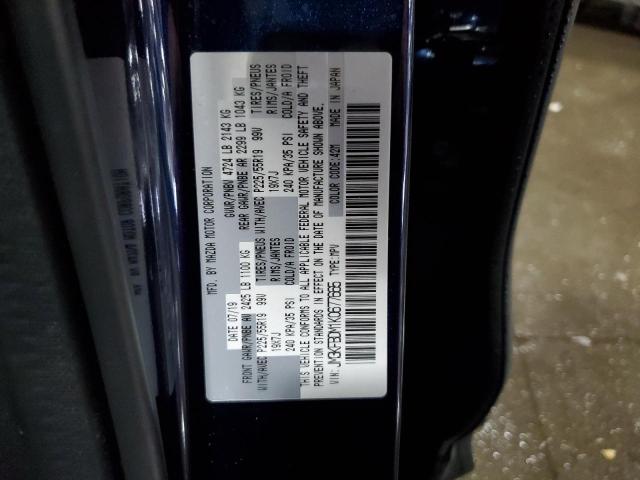 MFD. BY MAZDA MOTOR CORPORATION
DATE 07/19 GVWR/PNBV 4724 LB 2143 KG
FRONT GAWR/PNBE AV 2425 LB 1100 KG REAR GAWR/PNBE AR 2299 LB 1043 KG
WITH/AVEC P225/55R19 99V TIRES/PNEUS WITH/AVEC P225/55R19 99V TIRES/PNEUS
19X7J RIMS/JANTES 19X7J RIMS/JANTES
240 KPA/35 PSI COLD/A FROID 240 KPA/35 PSI COLD/A FROID
THIS VEHICLE CONFORMS TO ALL APPLICABLE FEDERAL MOTOR VEHICLE SAFETY AND THEFT
PREVENTION STANDARDS IN EFFECT ON THE DATE OF MANUFACTURE SHOWN ABOVE.
VIN: TYPE:MPV COLOR CODE:42M MADE IN JAPAN